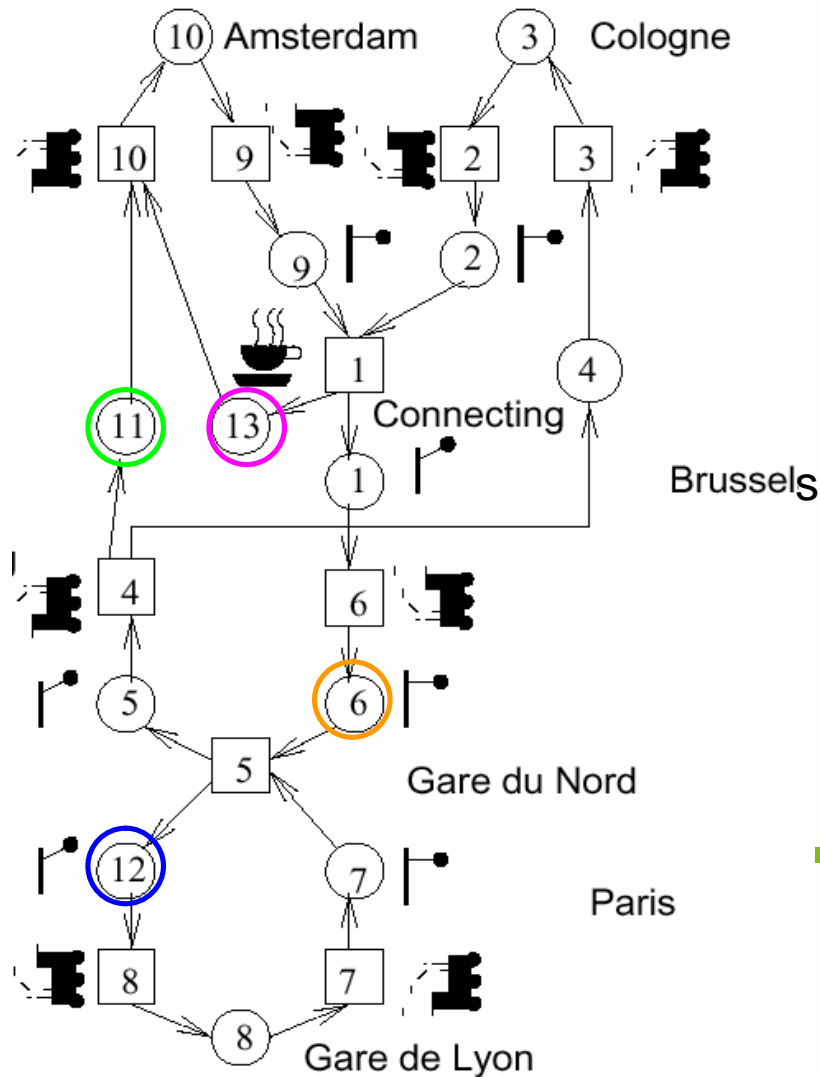 10 Amsterdam 3 Cologne
10 9 2 3
9 2
1 4
11 13 Connecting
1
Brussels
4 6
5 6
5 Gare du Nord
12 7
Paris
8 7
8 Gare de Lyon